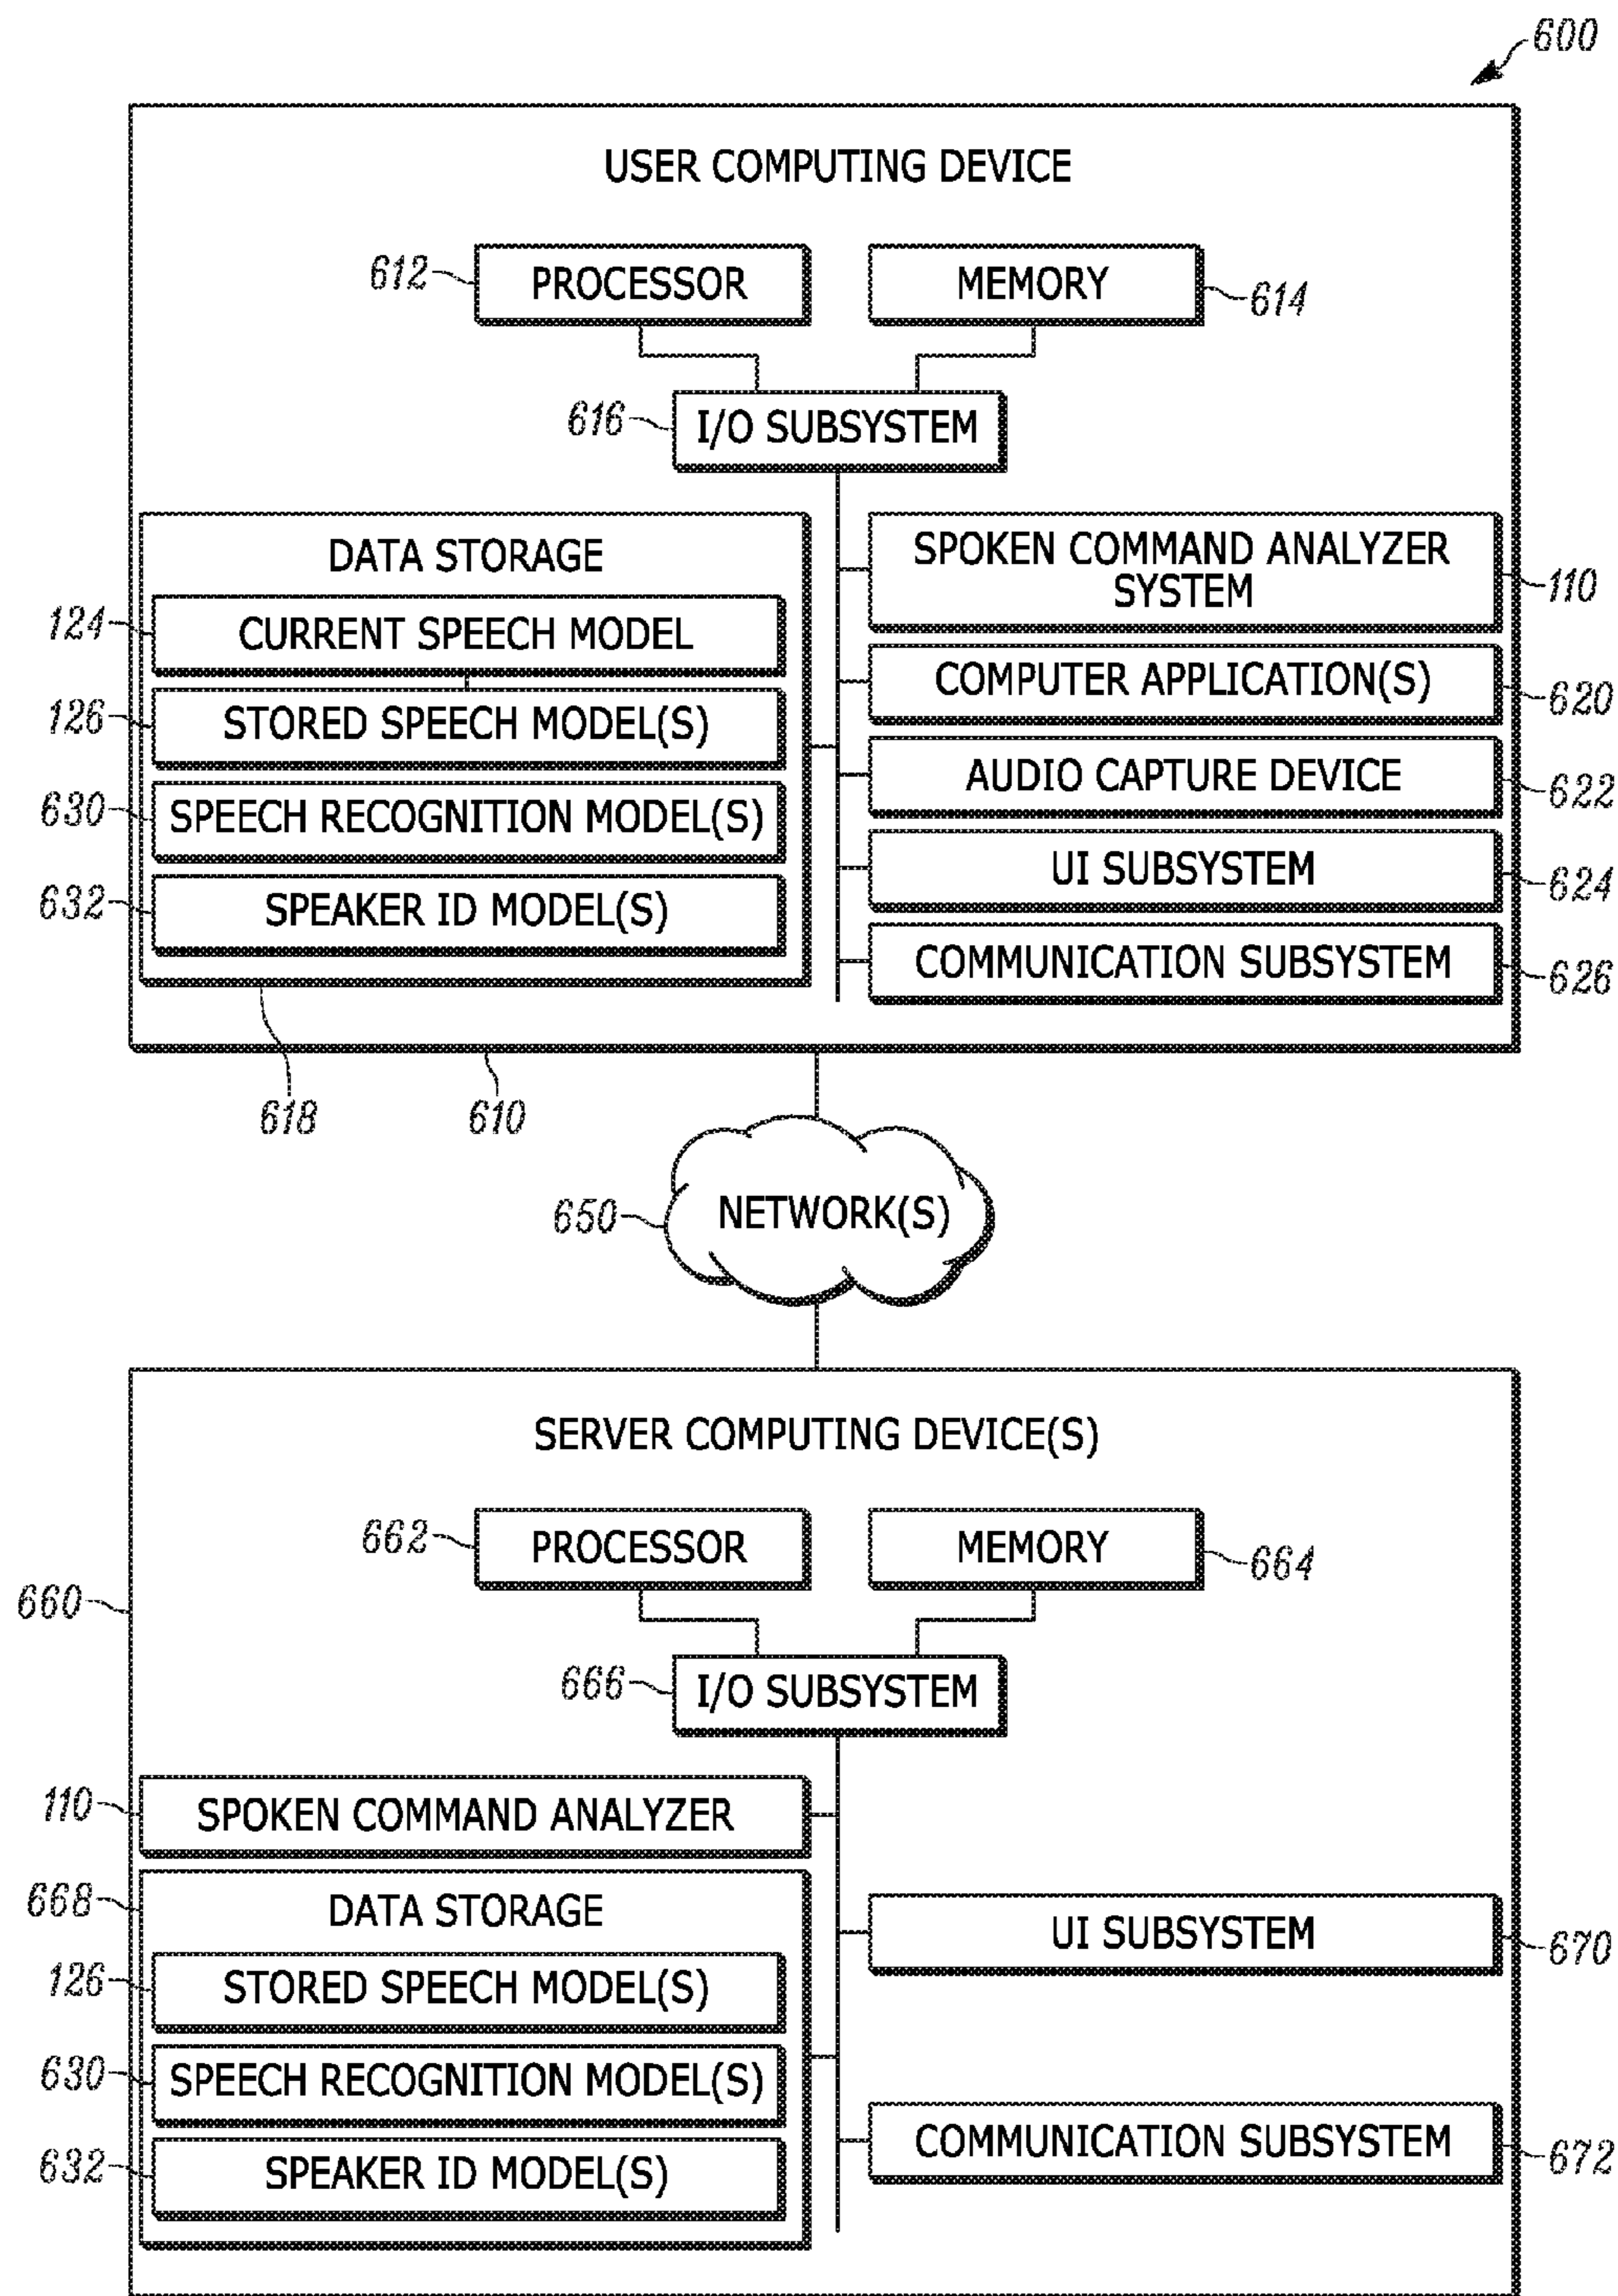 600
USER COMPUTING DEVICE
612
PROCESSOR
MEMORY
614
616
I/O SUBSYSTEM
DATA STORAGE
124
CURRENT SPEECH MODEL
126
STORED SPEECH MODEL(S)
630
SPEECH RECOGNITION MODEL(S)
632
SPEAKER ID MODEL(S)
SPOKEN COMMAND ANALYZER
SYSTEM
110
COMPUTER APPLICATION(S)
620
AUDIO CAPTURE DEVICE
622
UI SUBSYSTEM
624
COMMUNICATION SUBSYSTEM
626
618
610
650
NETWORK(S)
SERVER COMPUTING DEVICE(S)
662
PROCESSOR
MEMORY
664
660
666
I/O SUBSYSTEM
110
SPOKEN COMMAND ANALYZER
668
DATA STORAGE
126
STORED SPEECH MODEL(S)
630
SPEECH RECOGNITION MODEL(S)
632
SPEAKER ID MODEL(S)
UI SUBSYSTEM
670
COMMUNICATION SUBSYSTEM
672